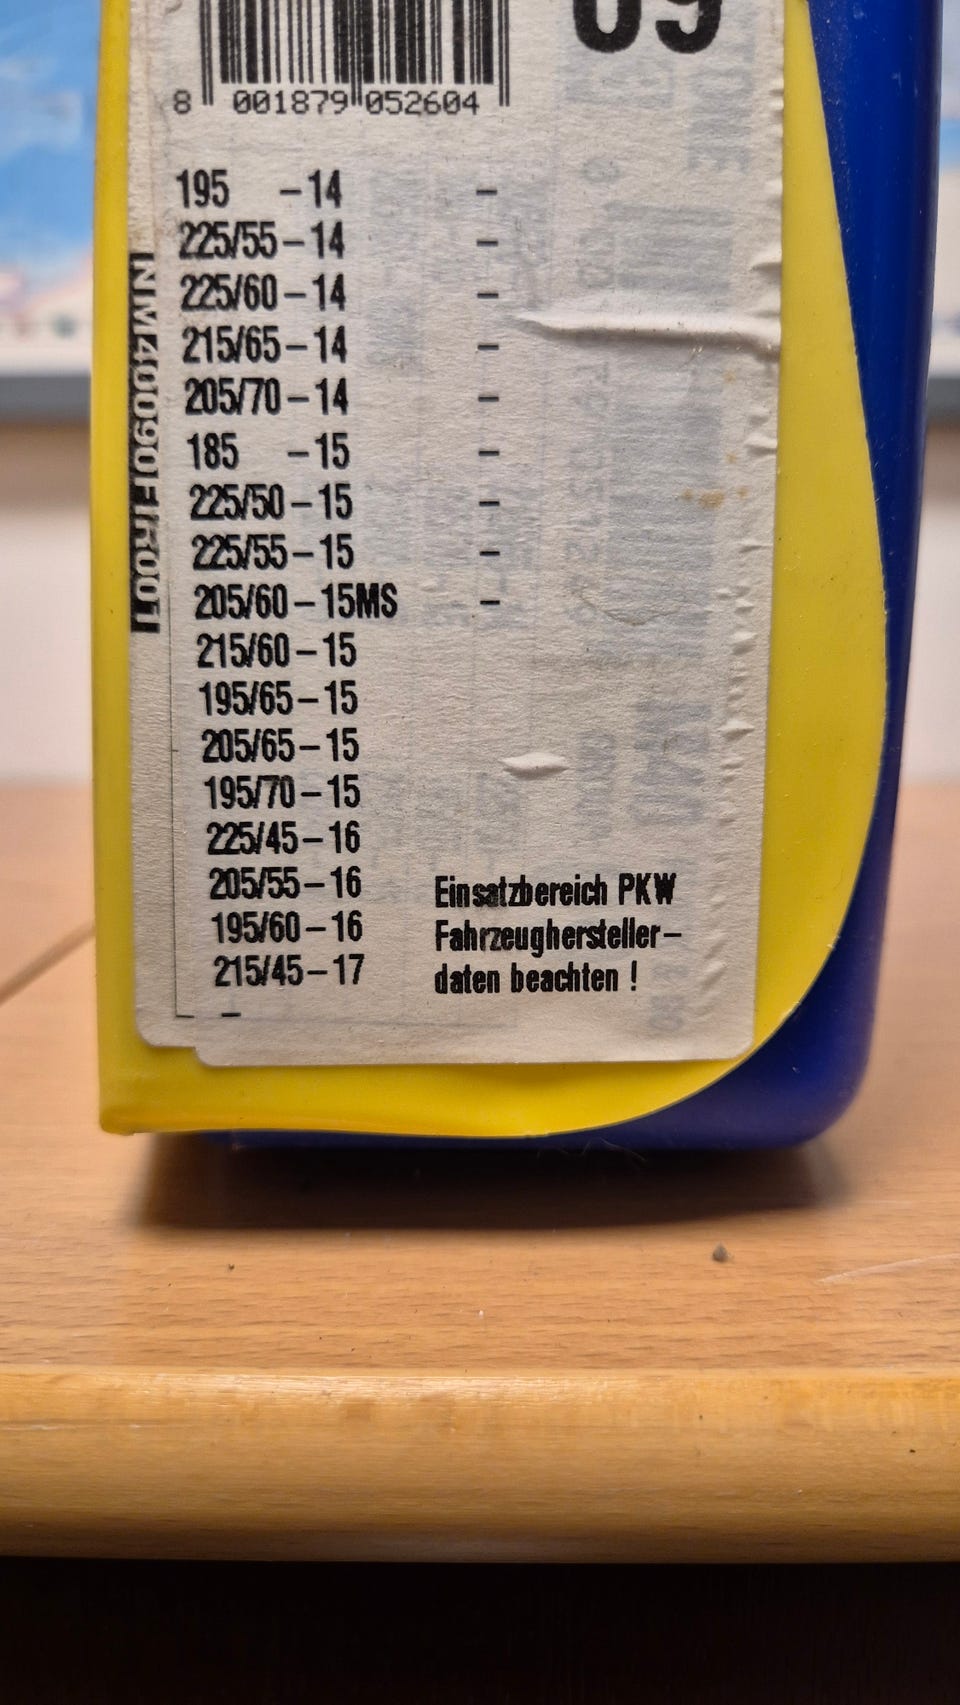 09
8 001879 052604
195 –14 –
225/55–14 –
225/60–14 –
215/65–14 –
205/70–14 –
185 –15 –
225/50–15 –
225/55–15 –
205/60–15MS –
215/60–15
195/65–15
205/65–15
195/70–15
225/45–16
205/55–16
195/60–16
215/45–17
–
Einsatzbereich PKW
Fahrzeughersteller–
daten beachten !